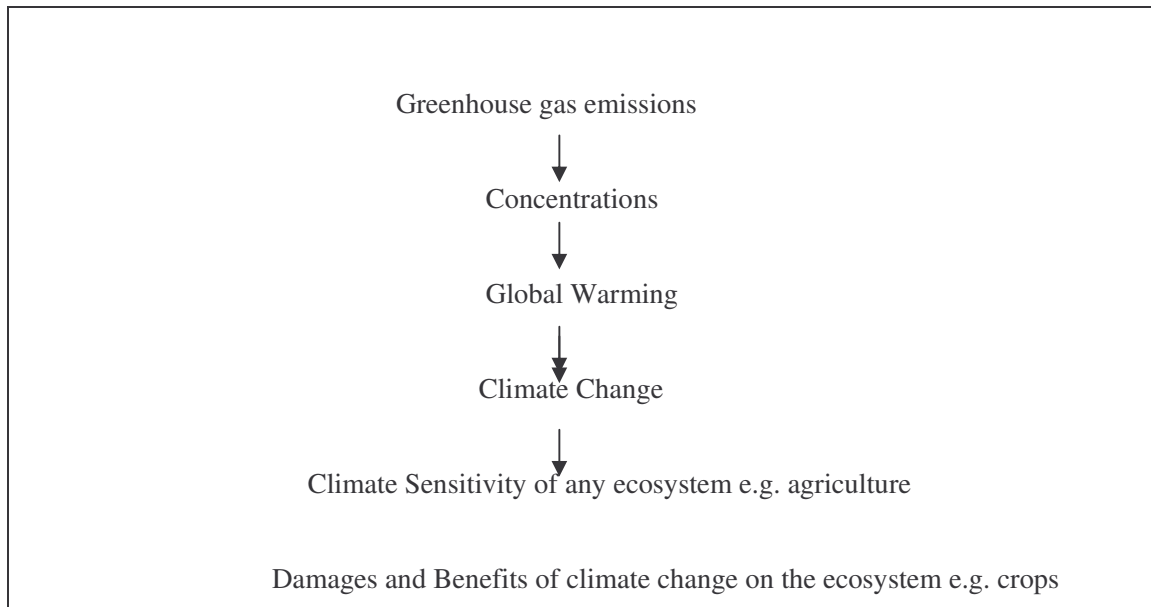 Greenhouse gas emissions
Concentrations
Global Warming
Climate Change
Climate Sensitivity of any ecosystem e.g. agriculture
Damages and Benefits of climate change on the ecosystem e.g. crops